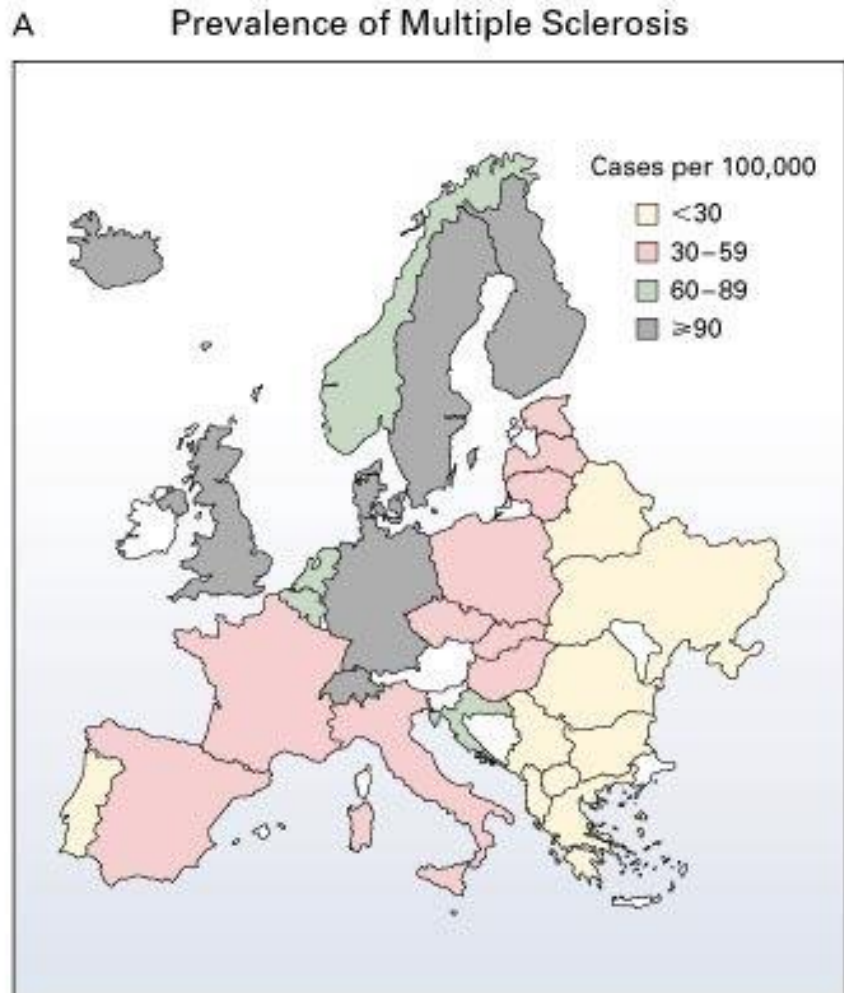 A
Prevalence of Multiple Sclerosis
Cases per 100,000
<30
30–59
60–89
⩾90